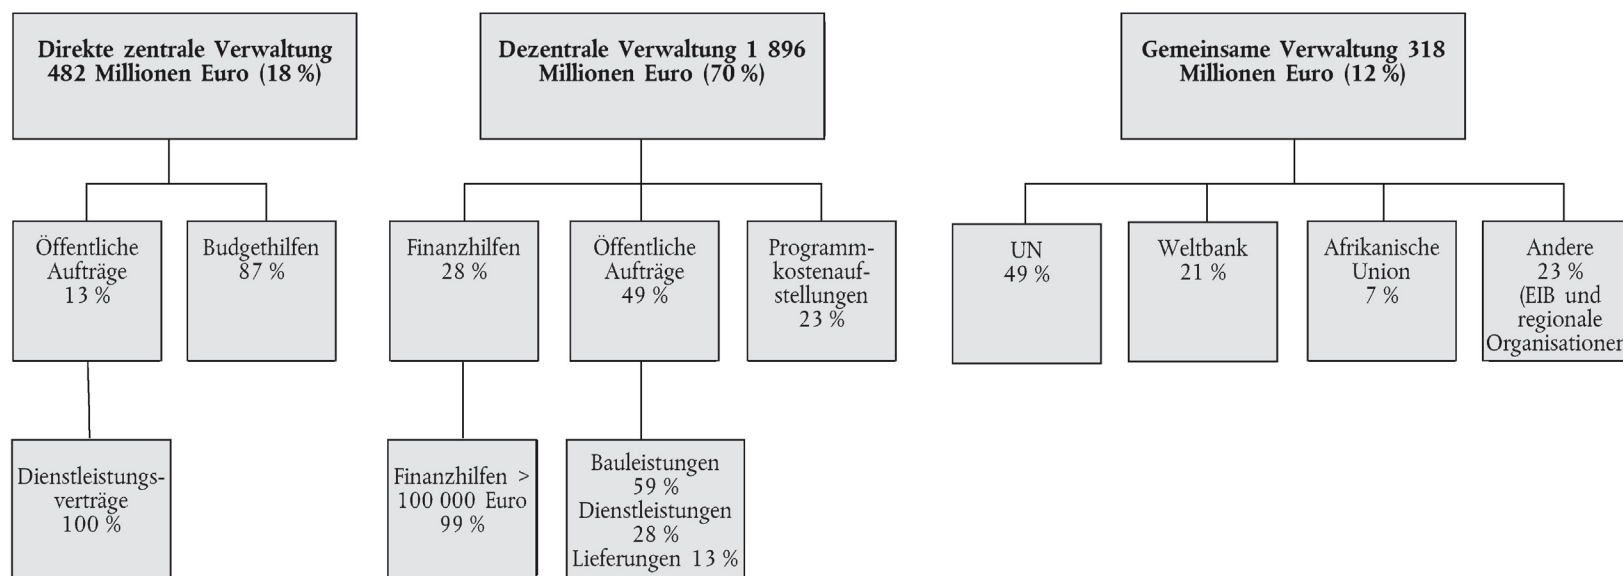 Direkte zentrale Verwaltung
482 Millionen Euro (18 %)
Dezentrale Verwaltung 1 896
Millionen Euro (70 %)
Gemeinsame Verwaltung 318
Millionen Euro (12 %)
Öffentliche
Aufträge
13 %
Budgethilfen
87 %
Finanzhilfen
28 %
Öffentliche
Aufträge
49 %
Programm-
kostenauf-
stellungen
23 %
UN
49 %
Weltbank
21 %
Afrikanische
Union
7 %
Andere
23 %
(EIB und
regionale
Organisationen
Dienstleistungs-
verträge
100 %
Finanzhilfen >
100 000 Euro
99 %
Bauleistungen
59 %
Dienstleistungen
28 %
Lieferungen 13 %